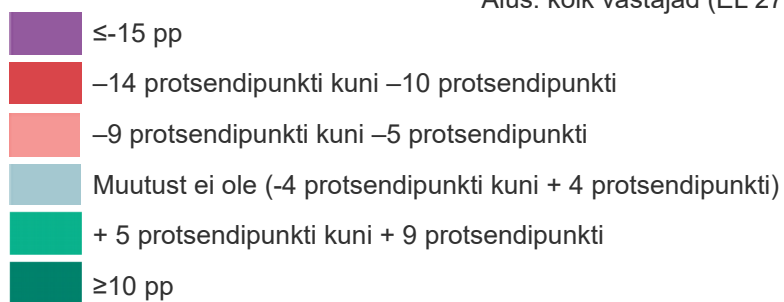 Alus: kõik vastajad (EL 27
≤-15 pp
–14 protsendipunkti kuni –10 protsendipunkti
–9 protsendipunkti kuni –5 protsendipunkti
Muutust ei ole (-4 protsendipunkti kuni + 4 protsendipunkti)
+ 5 protsendipunkti kuni + 9 protsendipunkti
≥10 pp